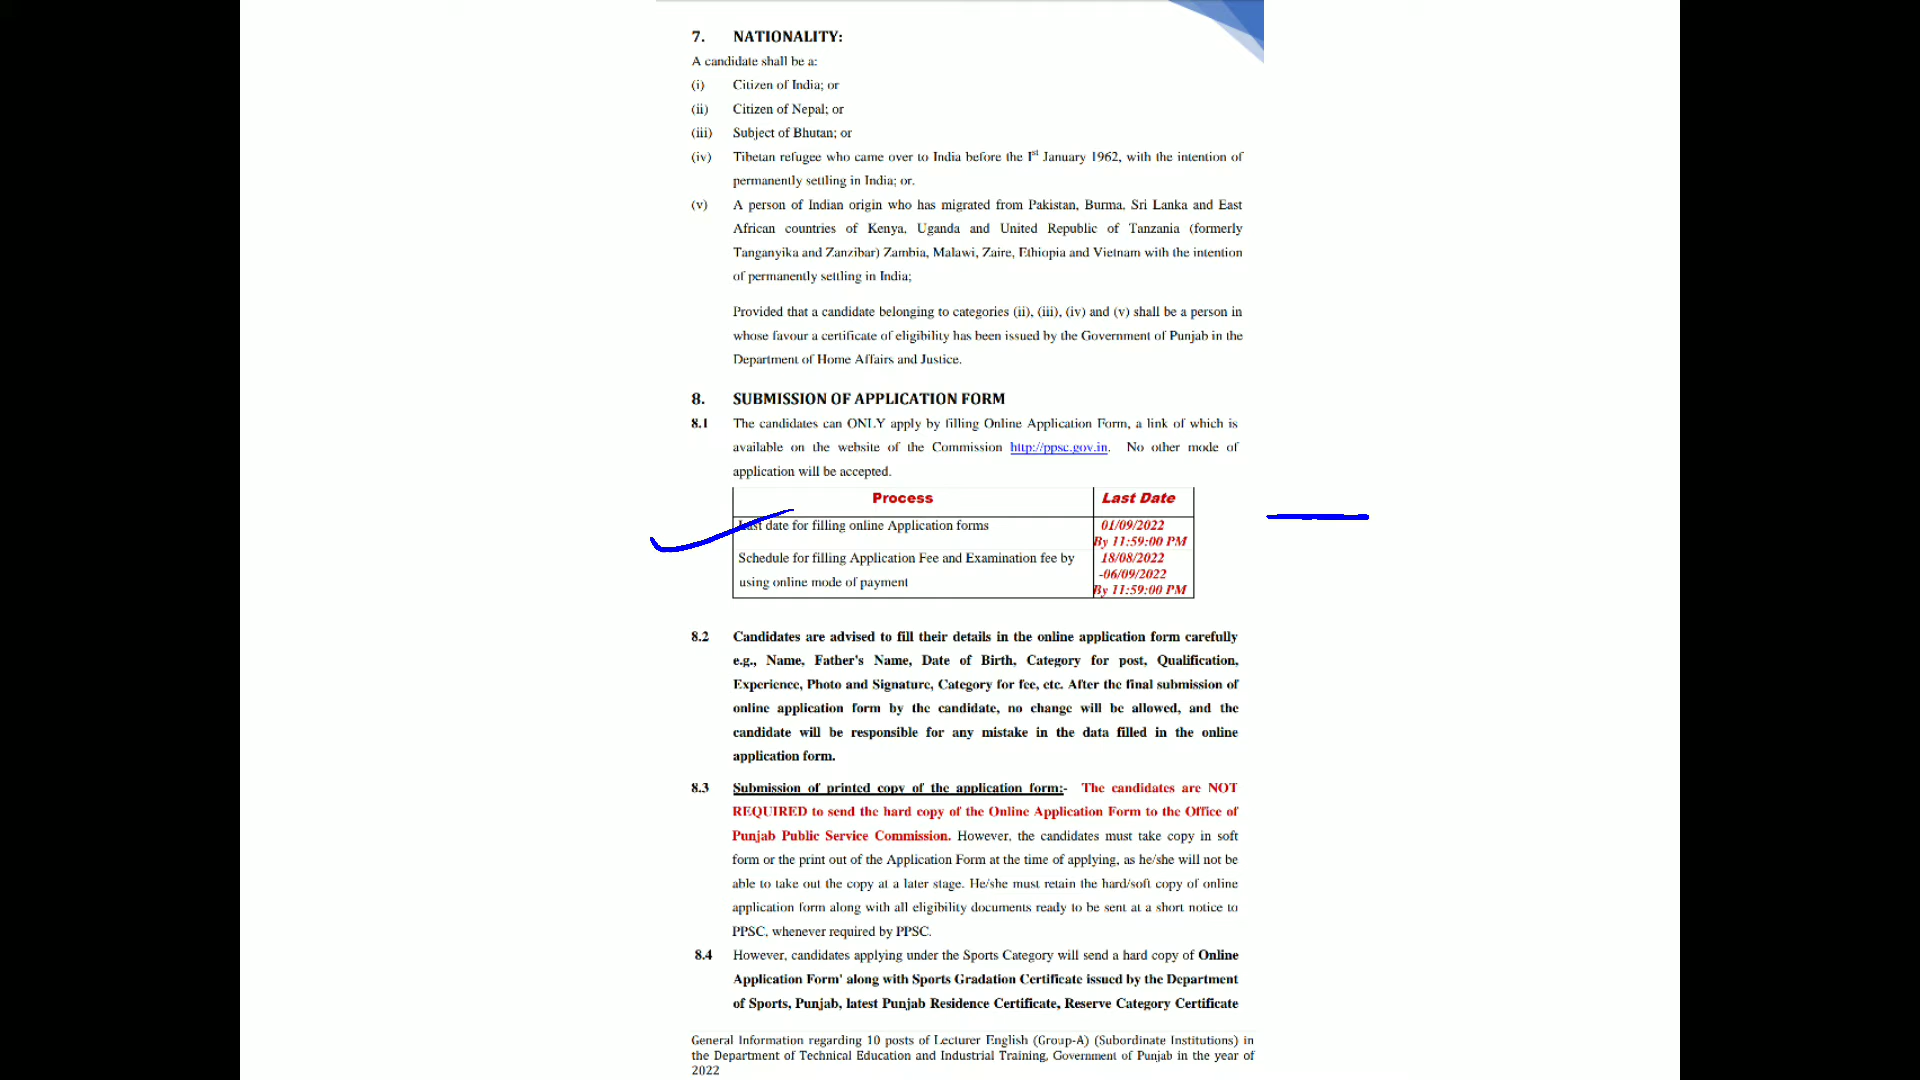 7. NATIONALITY:
A candidate shall be a:
(i) Citizen of India; or
(ii) Citizen of Nepal; or
(iii) Subject of Bhutan; or
(iv) Tibetan refugee who came over to India before the 1st January 1962, with the intention of
permanently settling in India; or.
(v) A person of Indian origin who has migrated from Pakistan, Burma, Sri Lanka and East
African countries of Kenya, Uganda and United Republic of Tanzania (formerly
Tanganyika and Zanzibar) Zambia, Malawi, Zaire, Ethiopia and Vietnam with the intention
of permanently settling in India;
Provided that a candidate belonging to categories (ii), (iii), (iv) and (v) shall be a person in
whose favour a certificate of eligibility has been issued by the Government of Punjab in the
Department of Home Affairs and Justice.
8. SUBMISSION OF APPLICATION FORM
8.1 The candidates can ONLY apply by filling Online Application Form, a link of which is
available on the website of the Commission http://ppsc.gov.in. No other mode of
application will be accepted.
Process Last Date
Last date for filling online Application forms 01/09/2022
By 11:59:00 PM
Schedule for filling Application Fee and Examination fee by 18/08/2022
using online mode of payment -06/09/2022
By 11:59:00 PM
8.2 Candidates are advised to fill their details in the online application form carefully
e.g., Name, Father's Name, Date of Birth, Category for post, Qualification,
Experience, Photo and Signature, Category for fee, etc. After the final submission of
online application form by the candidate, no change will be allowed, and the
candidate will be responsible for any mistake in the data filled in the online
application form.
8.3 Submission of printed copy of the application form:- The candidates are NOT
REQUIRED to send the hard copy of the Online Application Form to the Office of
Punjab Public Service Commission. However, the candidates must take copy in soft
form or the print out of the Application Form at the time of applying, as he/she will not be
able to take out the copy at a later stage. He/she must retain the hard/soft copy of online
application form along with all eligibility documents ready to be sent at a short notice to
PPSC, whenever required by PPSC.
8.4 However, candidates applying under the Sports Category will send a hard copy of Online
Application Form' along with Sports Gradation Certificate issued by the Department
of Sports, Punjab, latest Punjab Residence Certificate, Reserve Category Certificate
General Information regarding 10 posts of Lecturer English (Group-A) (Subordinate Institutions) in
the Department of Technical Education and Industrial Training, Government of Punjab in the year of
2022